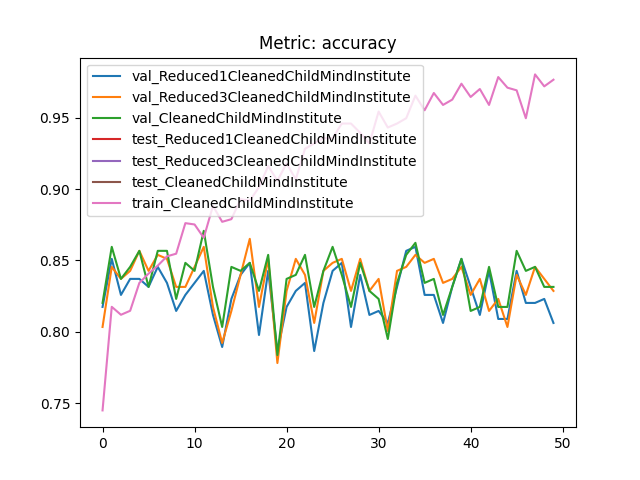 Metric: accuracy
val_Reduced1CleanedChildMindInstitute
val_Reduced3CleanedChildMindInstitute
val_CleanedChildMindInstitute
test_Reduced1CleanedChildMindInstitute
test_Reduced3CleanedChildMindInstitute
test_CleanedChildMindInstitute
train_CleanedChildMindInstitute
0.95
0.90
0.85
0.80
0.75
0 10 20 30 40 50